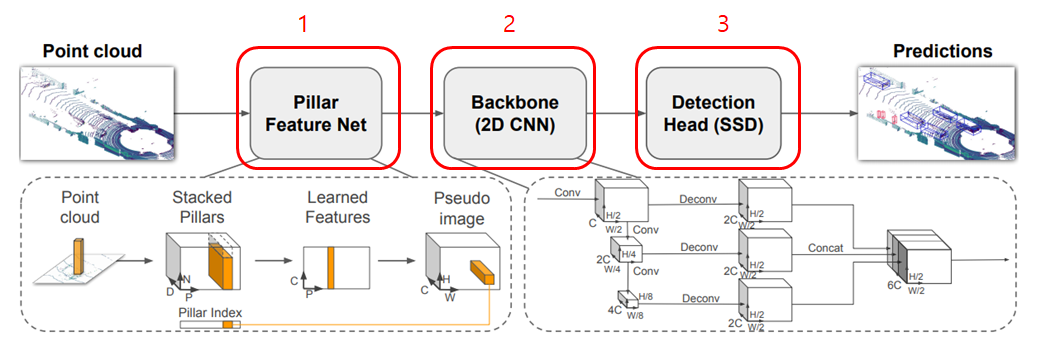 1
2
3
Point cloud
Pillar
Feature Net
Backbone
(2D CNN)
Detection
Head (SSD)
Predictions
Point
cloud
Stacked
Pillars
Learned
Features
Pseudo
image
N
D
P
C
P
H
C
W
Pillar Index
Conv
C
H/2
W/2
Conv
2C
H/4
W/4
Conv
4C
H/8
W/8
Deconv
Deconv
Deconv
2C
H/2
W/2
2C
H/2
W/2
2C
H/2
W/2
Concat
6C
H/2
W/2